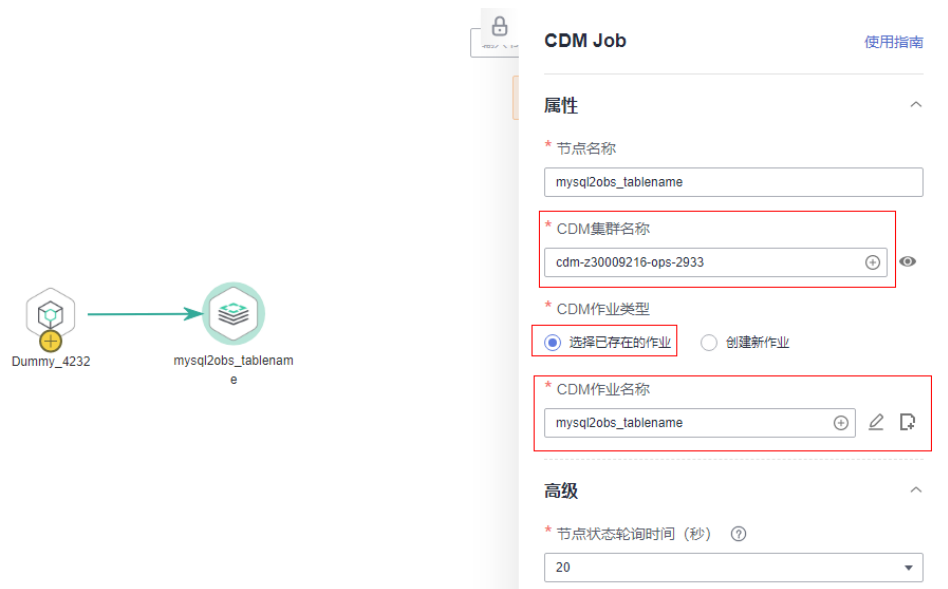 CDM Job
使用指南
属性
* 节点名称
mysql2obs_tablename
* CDM集群名称
cdm-z30009216-ops-2933
* CDM作业类型
选择已存在的作业
创建新作业
* CDM作业名称
mysql2obs_tablename
高级
* 节点状态轮询时间（秒）
20
Dummy_4232
mysql2obs_tablenam
e